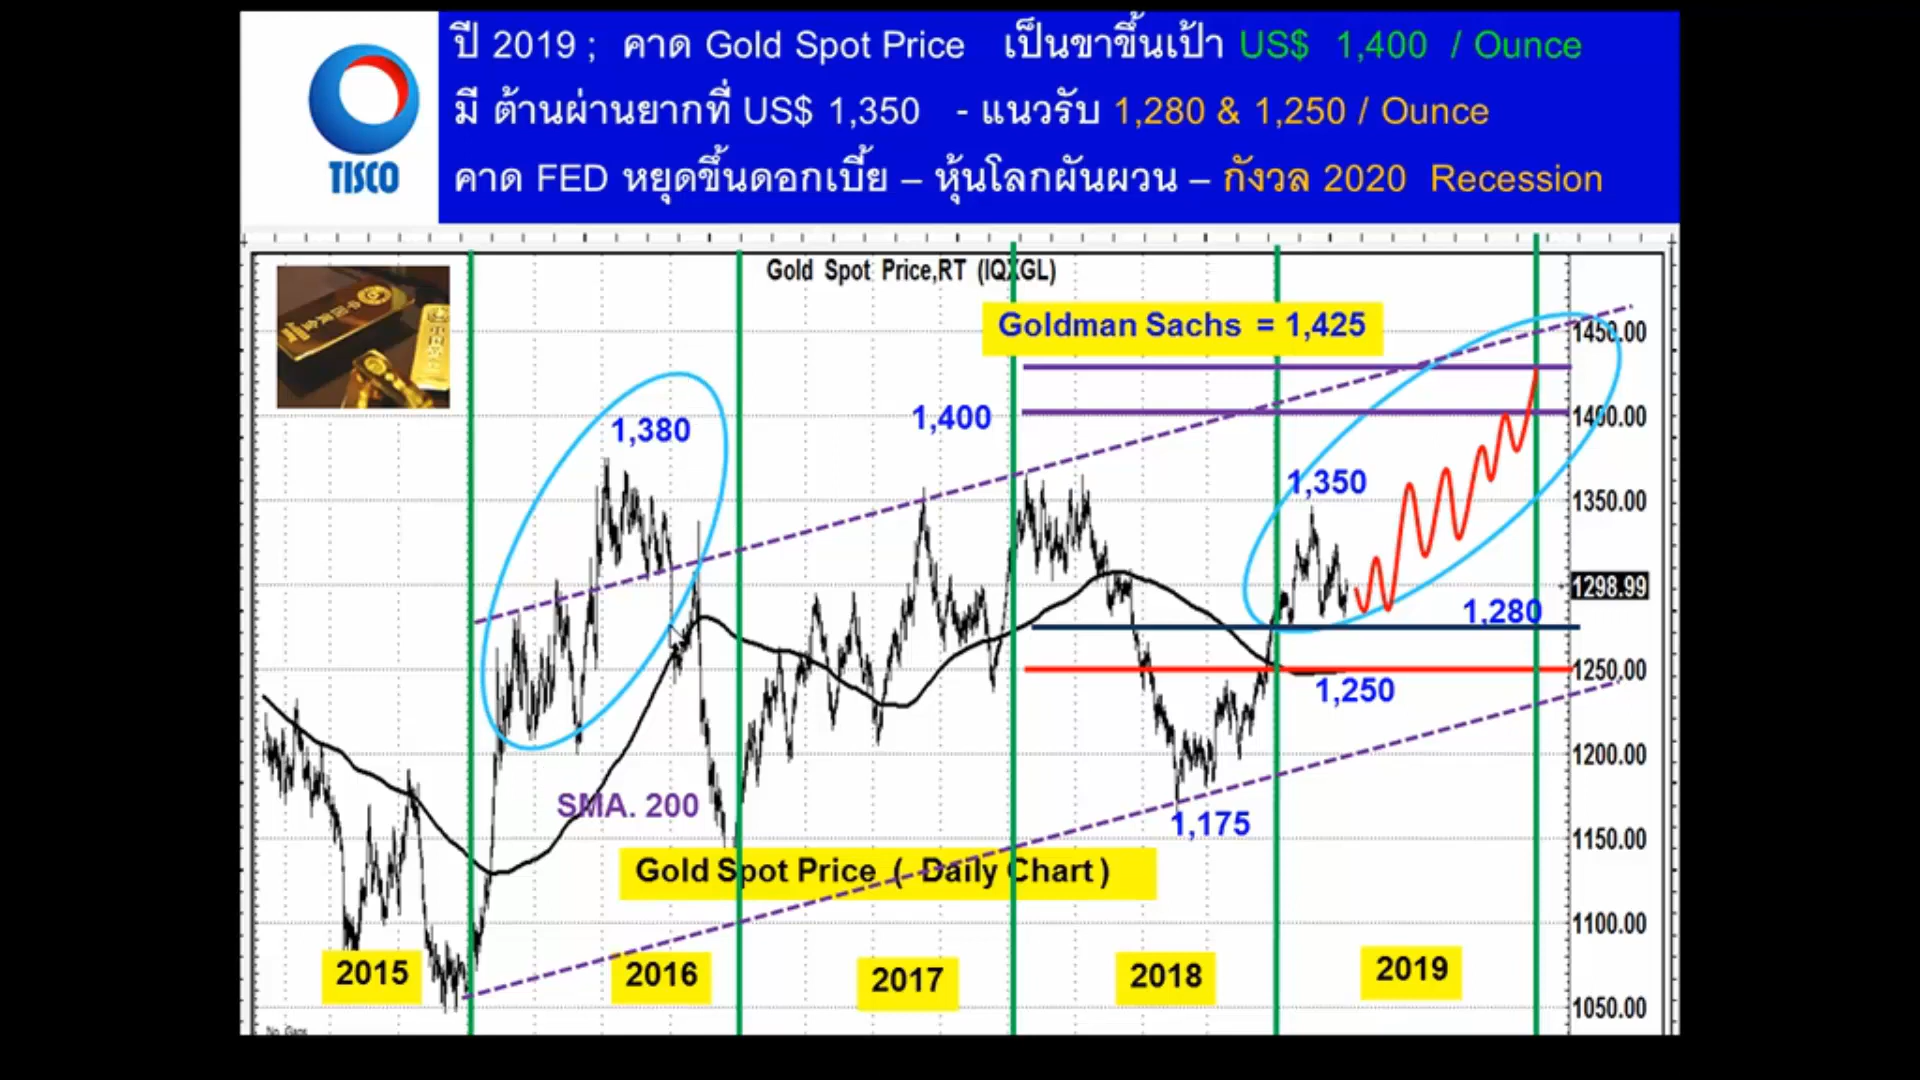 ปี 2019 ; คาด Gold Spot Price เป็นขาขึ้นเป้า US$ 1,400 / Ounce
มี ต้านผ่านยากที่ US$ 1,350 - แนวรับ 1,280 & 1,250 / Ounce
TISCO
คาด FED หยุดขึ้นดอกเบี้ย – หุ้นโลกผันผวน – กังวล 2020 Recession
Gold Spot Price,RT (IQXGL)
Goldman Sachs = 1,425
1450.00
1,380
1,400
1400.00
1,350
1350.00
1298.99
1,280
1250.00
1,250
1200.00
SMA. 200
1,175
1150.00
Gold Spot Price ( Daily Chart )
1100.00
2015
2016
2017
2018
2019
1050.00
No Gaps